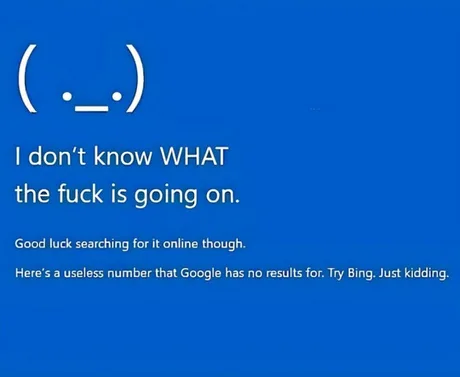 ( ._.)
I don't know WHAT
the fuck is going on.
Good luck searching for it online though.
Here's a useless number that Google has no results for. Try Bing. Just kidding.